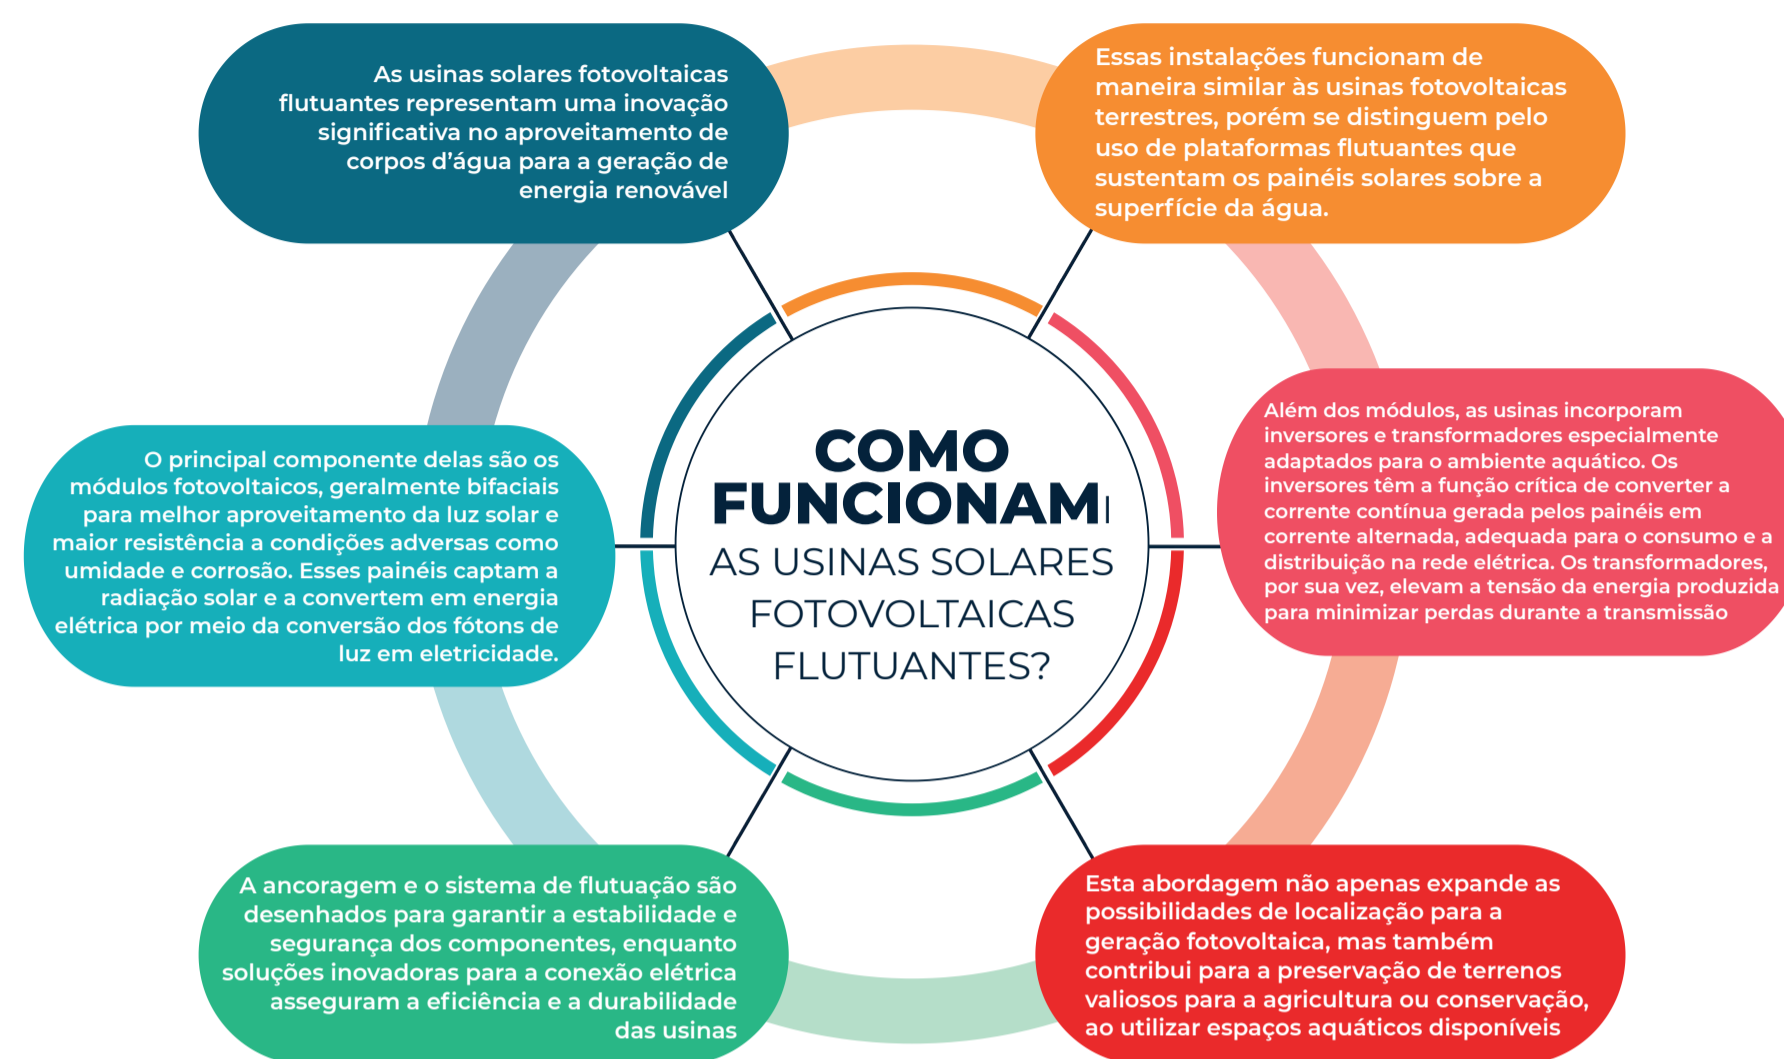 As usinas solares fotovoltaicas
flutuantes representam uma inovação
significativa no aproveitamento de
corpos d’água para a geração de
energia renovável
Essas instalações funcionam de
maneira similar às usinas fotovoltaicas
terrestres, porém se distinguem pelo
uso de plataformas flutuantes que
sustentam os painéis solares sobre a
superfície da água.
O principal componente delas são os
módulos fotovoltaicos, geralmente bifaciais
para melhor aproveitamento da luz solar e
maior resistência a condições adversas como
umidade e corrosão. Esses painéis captam a
radiação solar e a convertem em energia
elétrica por meio da conversão dos fótons de
luz em eletricidade.
COMO
FUNCIONAM
AS USINAS SOLARES
FOTOVOLTAICAS
FLUTUANTES?
Além dos módulos, as usinas incorporam
inversores e transformadores especialmente
adaptados para o ambiente aquático. Os
inversores têm a função crítica de converter a
corrente contínua gerada pelos painéis em
corrente alternada, adequada para o consumo e a
distribuição na rede elétrica. Os transformadores,
por sua vez, elevam a tensão da energia produzida
para minimizar perdas durante a transmissão
A ancoragem e o sistema de flutuação são
desenhados para garantir a estabilidade e
segurança dos componentes, enquanto
soluções inovadoras para a conexão elétrica
asseguram a eficiência e a durabilidade
das usinas
Esta abordagem não apenas expande as
possibilidades de localização para a
geração fotovoltaica, mas também
contribui para a preservação de terrenos
valiosos para a agricultura ou conservação,
ao utilizar espaços aquáticos disponíveis